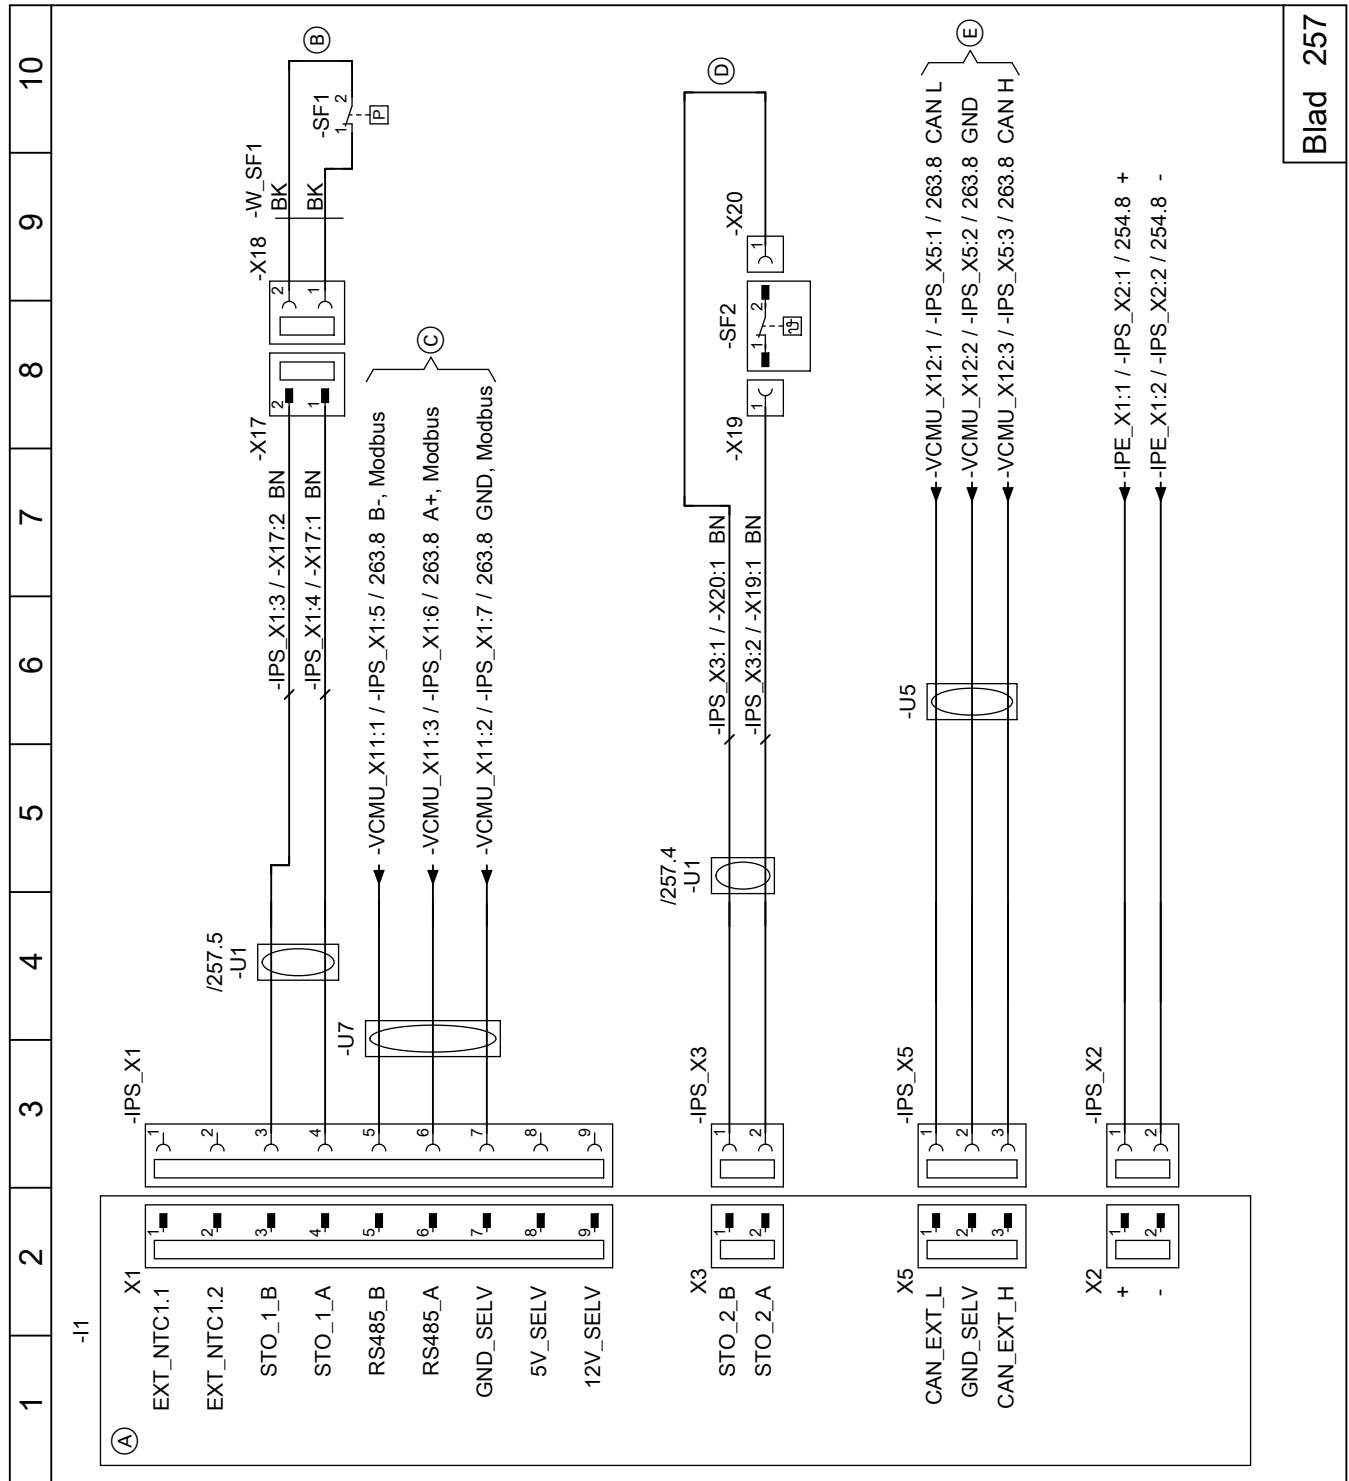 1 2 3 4 5 6 7 8 9 10
A
-I1
X1
-IPS_X1
EXT_NTC1.1 1 1
EXT_NTC1.2 2 2
STO_1_B 3 3
STO_1_A 4 4
RS485_B 5 5
RS485_A 6 6
GND_SELV 7 7
5V_SELV 8 8
12V_SELV 9 9
/257.5
-U1
-IPS_X1:3 / -X17:2 BN
-IPS_X1:4 / -X17:1 BN
-X17
2
1
-X18
2
1
-W_SF1
BK
BK
-SF1
1 2
P
B
-U7
-VCMU_X11:1 / -IPS_X1:5 / 263.8 B-, Modbus
-VCMU_X11:3 / -IPS_X1:6 / 263.8 A+, Modbus
-VCMU_X11:2 / -IPS_X1:7 / 263.8 GND, Modbus
C
X3
-IPS_X3
STO_2_B 1 1
STO_2_A 2 2
/257.4
-U1
-IPS_X3:1 / -X20:1 BN
-IPS_X3:2 / -X19:1 BN
-X19
1
-SF2
1 2
ϑ
-X20
1
D
X5
-IPS_X5
CAN_EXT_L 1 1
GND_SELV 2 2
CAN_EXT_H 3 3
-U5
-VCMU_X12:1 / -IPS_X5:1 / 263.8 CAN L
-VCMU_X12:2 / -IPS_X5:2 / 263.8 GND
-VCMU_X12:3 / -IPS_X5:3 / 263.8 CAN H
E
X2
-IPS_X2
+ 1 1
- 2 2
-IPE_X1:1 / -IPS_X2:1 / 254.8 +
-IPE_X1:2 / -IPS_X2:2 / 254.8 -
Blad 257